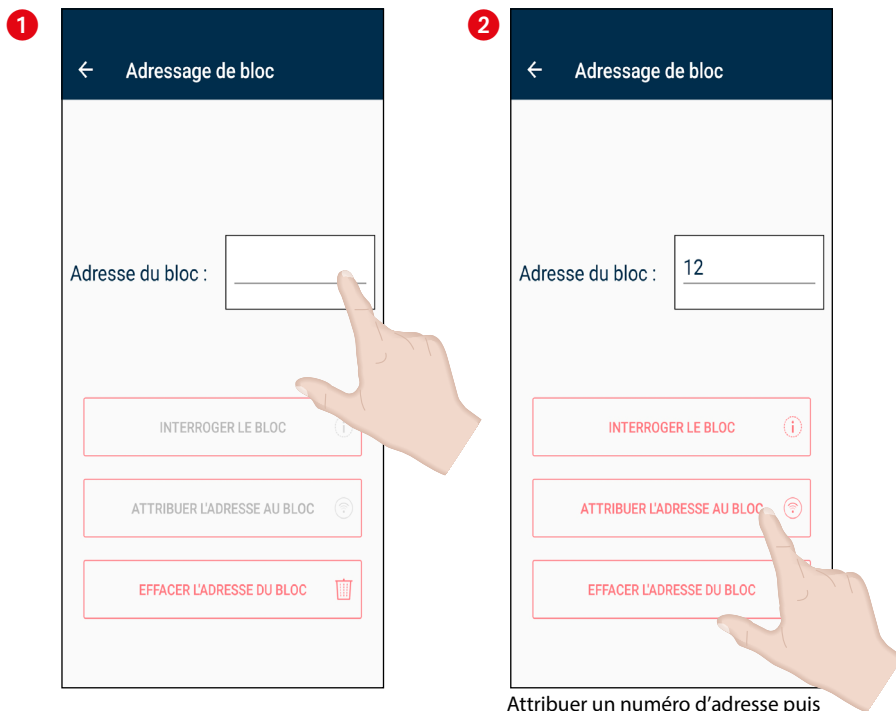 1
Adressage de bloc
Adresse du bloc :
INTERROGER LE BLOC
ATTRIBUER L'ADRESSE AU BLOC
EFFACER L'ADRESSE DU BLOC
2
Adressage de bloc
Adresse du bloc : 12
INTERROGER LE BLOC
ATTRIBUER L'ADRESSE AU BLOC
EFFACER L'ADRESSE DU BLOC
Attribuer un numéro d’adresse puis